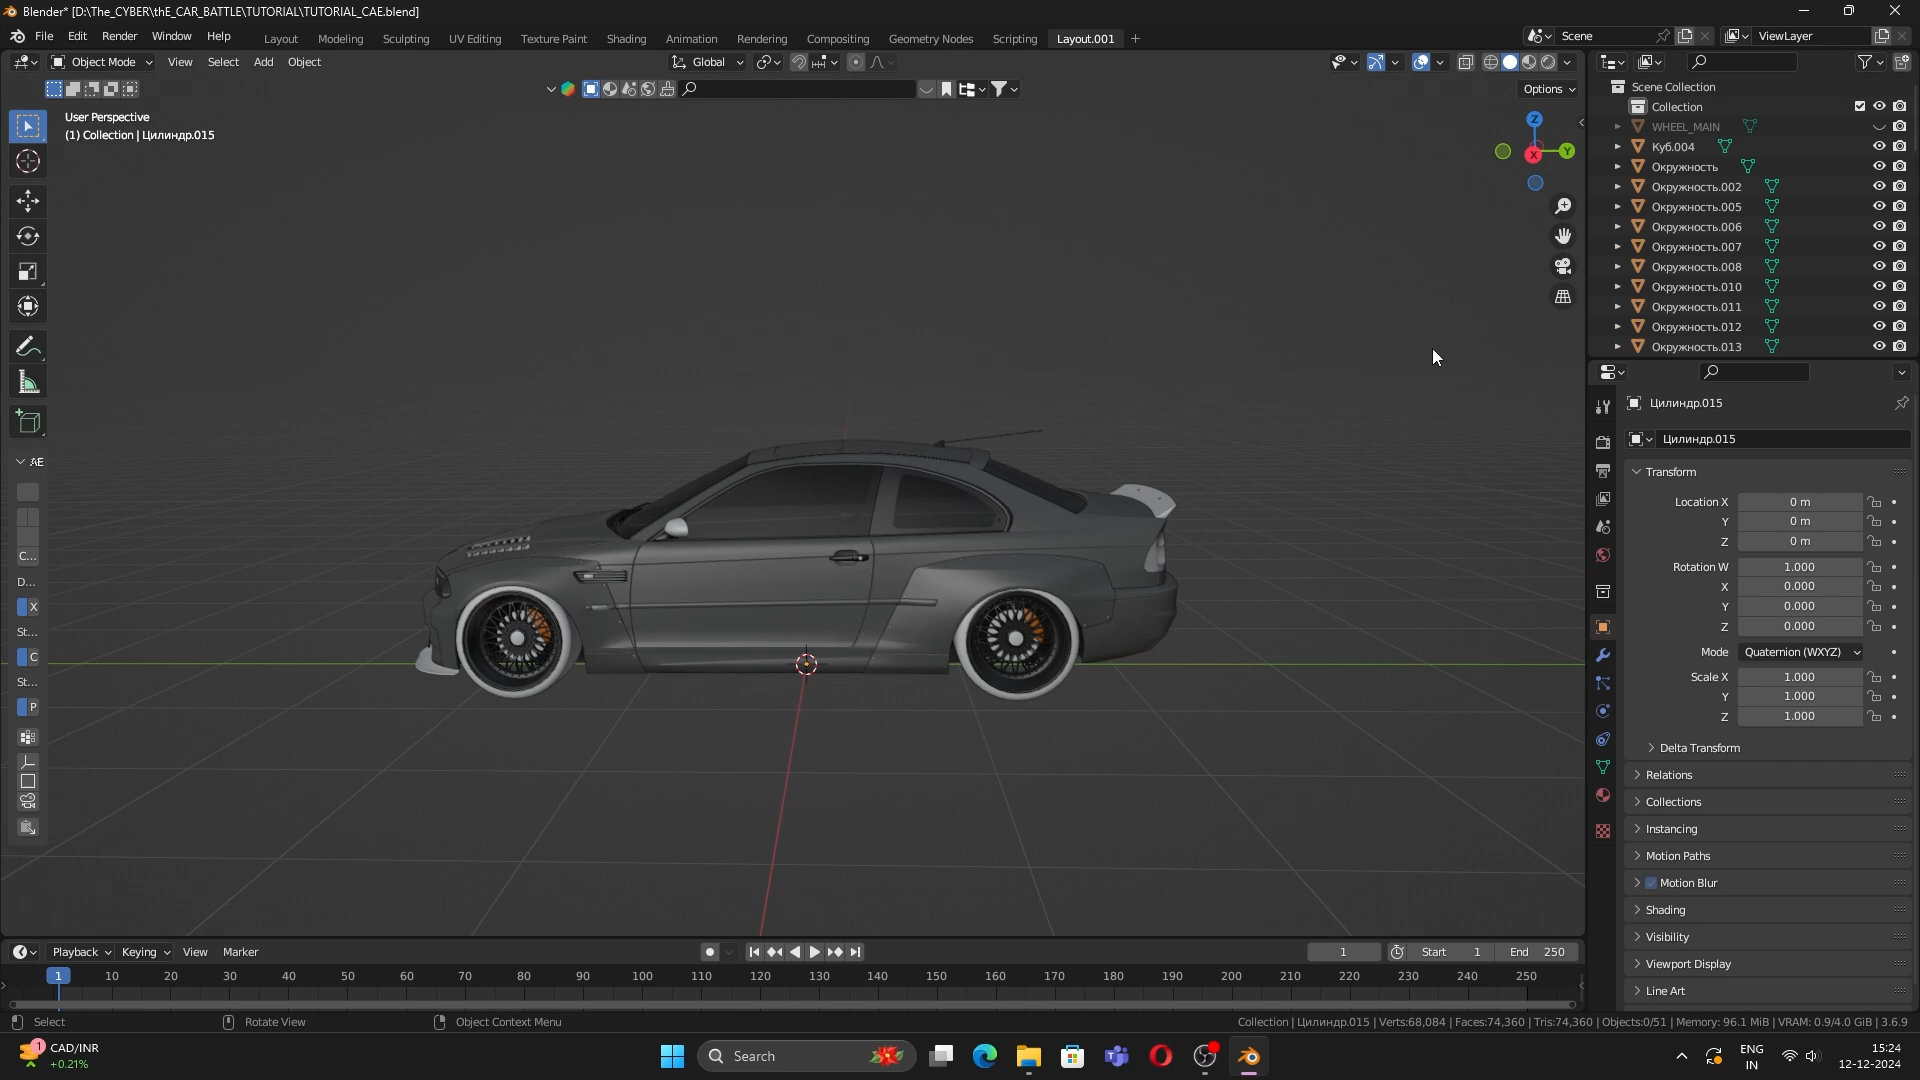 Blender* [D:\The_CYBER\thE_CAR_BATTLE\TUTORIAL\TUTORIAL_CAE.blend]
File Edit Render Window Help Layout Modeling Sculpting UV Editing Texture Paint Shading Animation Rendering Compositing Geometry Nodes Scripting Layout.001 + Scene ViewLayer
Object Mode View Select Add Object Global
Options
User Perspective
(1) Collection | Цилиндр.015
Z
Y
X
Scene Collection
Collection
WHEEL_MAIN
Куб.004
Окружность
Окружность.002
Окружность.005
Окружность.006
Окружность.007
Окружность.008
Окружность.010
Окружность.011
Окружность.012
Окружность.013
Цилиндр.015
Цилиндр.015
Transform
Location X 0 m
Y 0 m
Z 0 m
Rotation W 1.000
X 0.000
Y 0.000
Z 0.000
Mode Quaternion (WXYZ)
Scale X 1.000
Y 1.000
Z 1.000
Delta Transform
Relations
Collections
Instancing
Motion Paths
Motion Blur
Shading
Visibility
Viewport Display
Line Art
AE
C...
D...
X
St...
C
St...
P
Playback Keying View Marker 1 Start 1 End 250
1 10 20 30 40 50 60 70 80 90 100 110 120 130 140 150 160 170 180 190 200 210 220 230 240 250
Select Rotate View Object Context Menu Collection | Цилиндр.015 | Verts:68,084 | Faces:74,360 | Tris:74,360 | Objects:0/51 | Memory: 96.1 MiB | VRAM: 0.9/4.0 GiB | 3.6.9
1
CAD/INR
+0.21%
Search
ENG
IN
15:24
12-12-2024